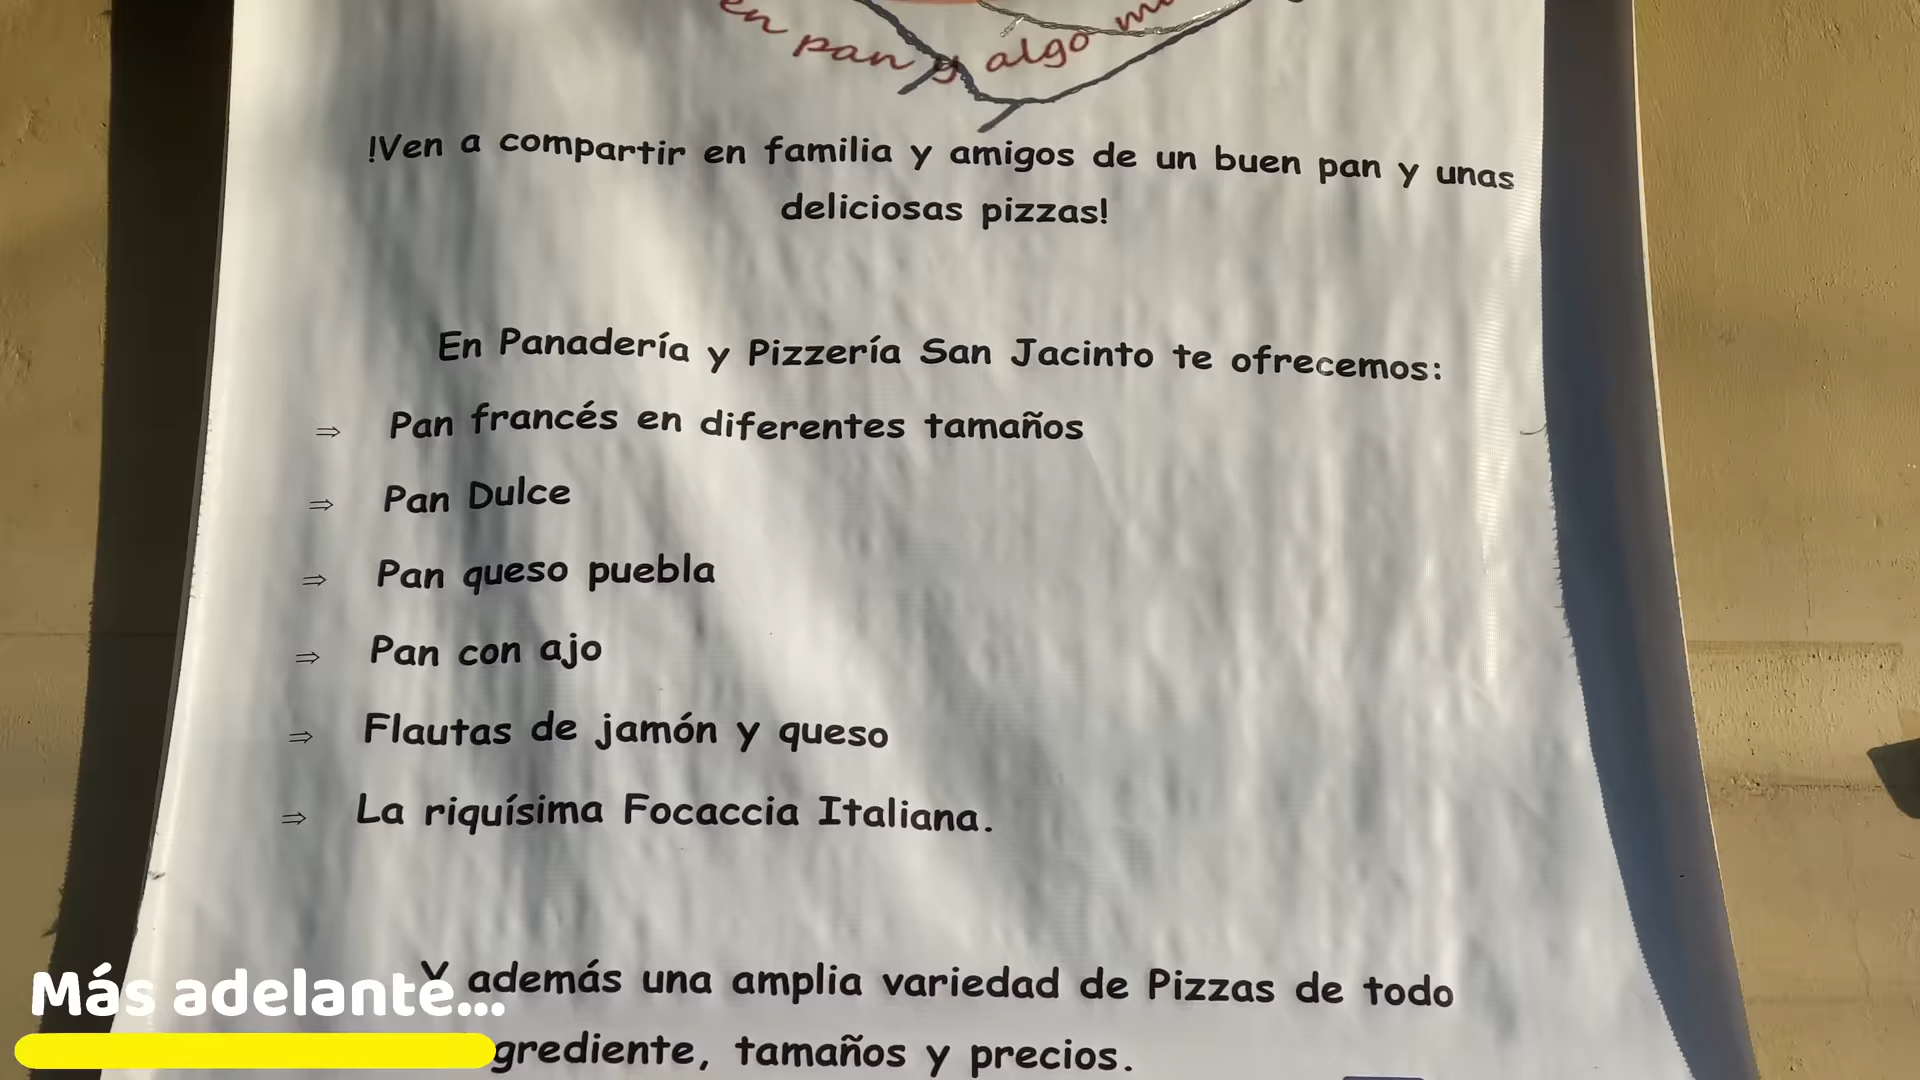 en pan y algo
!Ven a compartir en familia y amigos de un buen pan y unas
deliciosas pizzas!
En Panadería y Pizzería San Jacinto te ofrecemos:
⇒ Pan francés en diferentes tamaños
⇒ Pan Dulce
⇒ Pan queso puebla
⇒ Pan con ajo
⇒ Flautas de jamón y queso
⇒ La riquísima Focaccia Italiana.
Y además una amplia variedad de Pizzas de todo
grediente, tamaños y precios.
Más adelante...